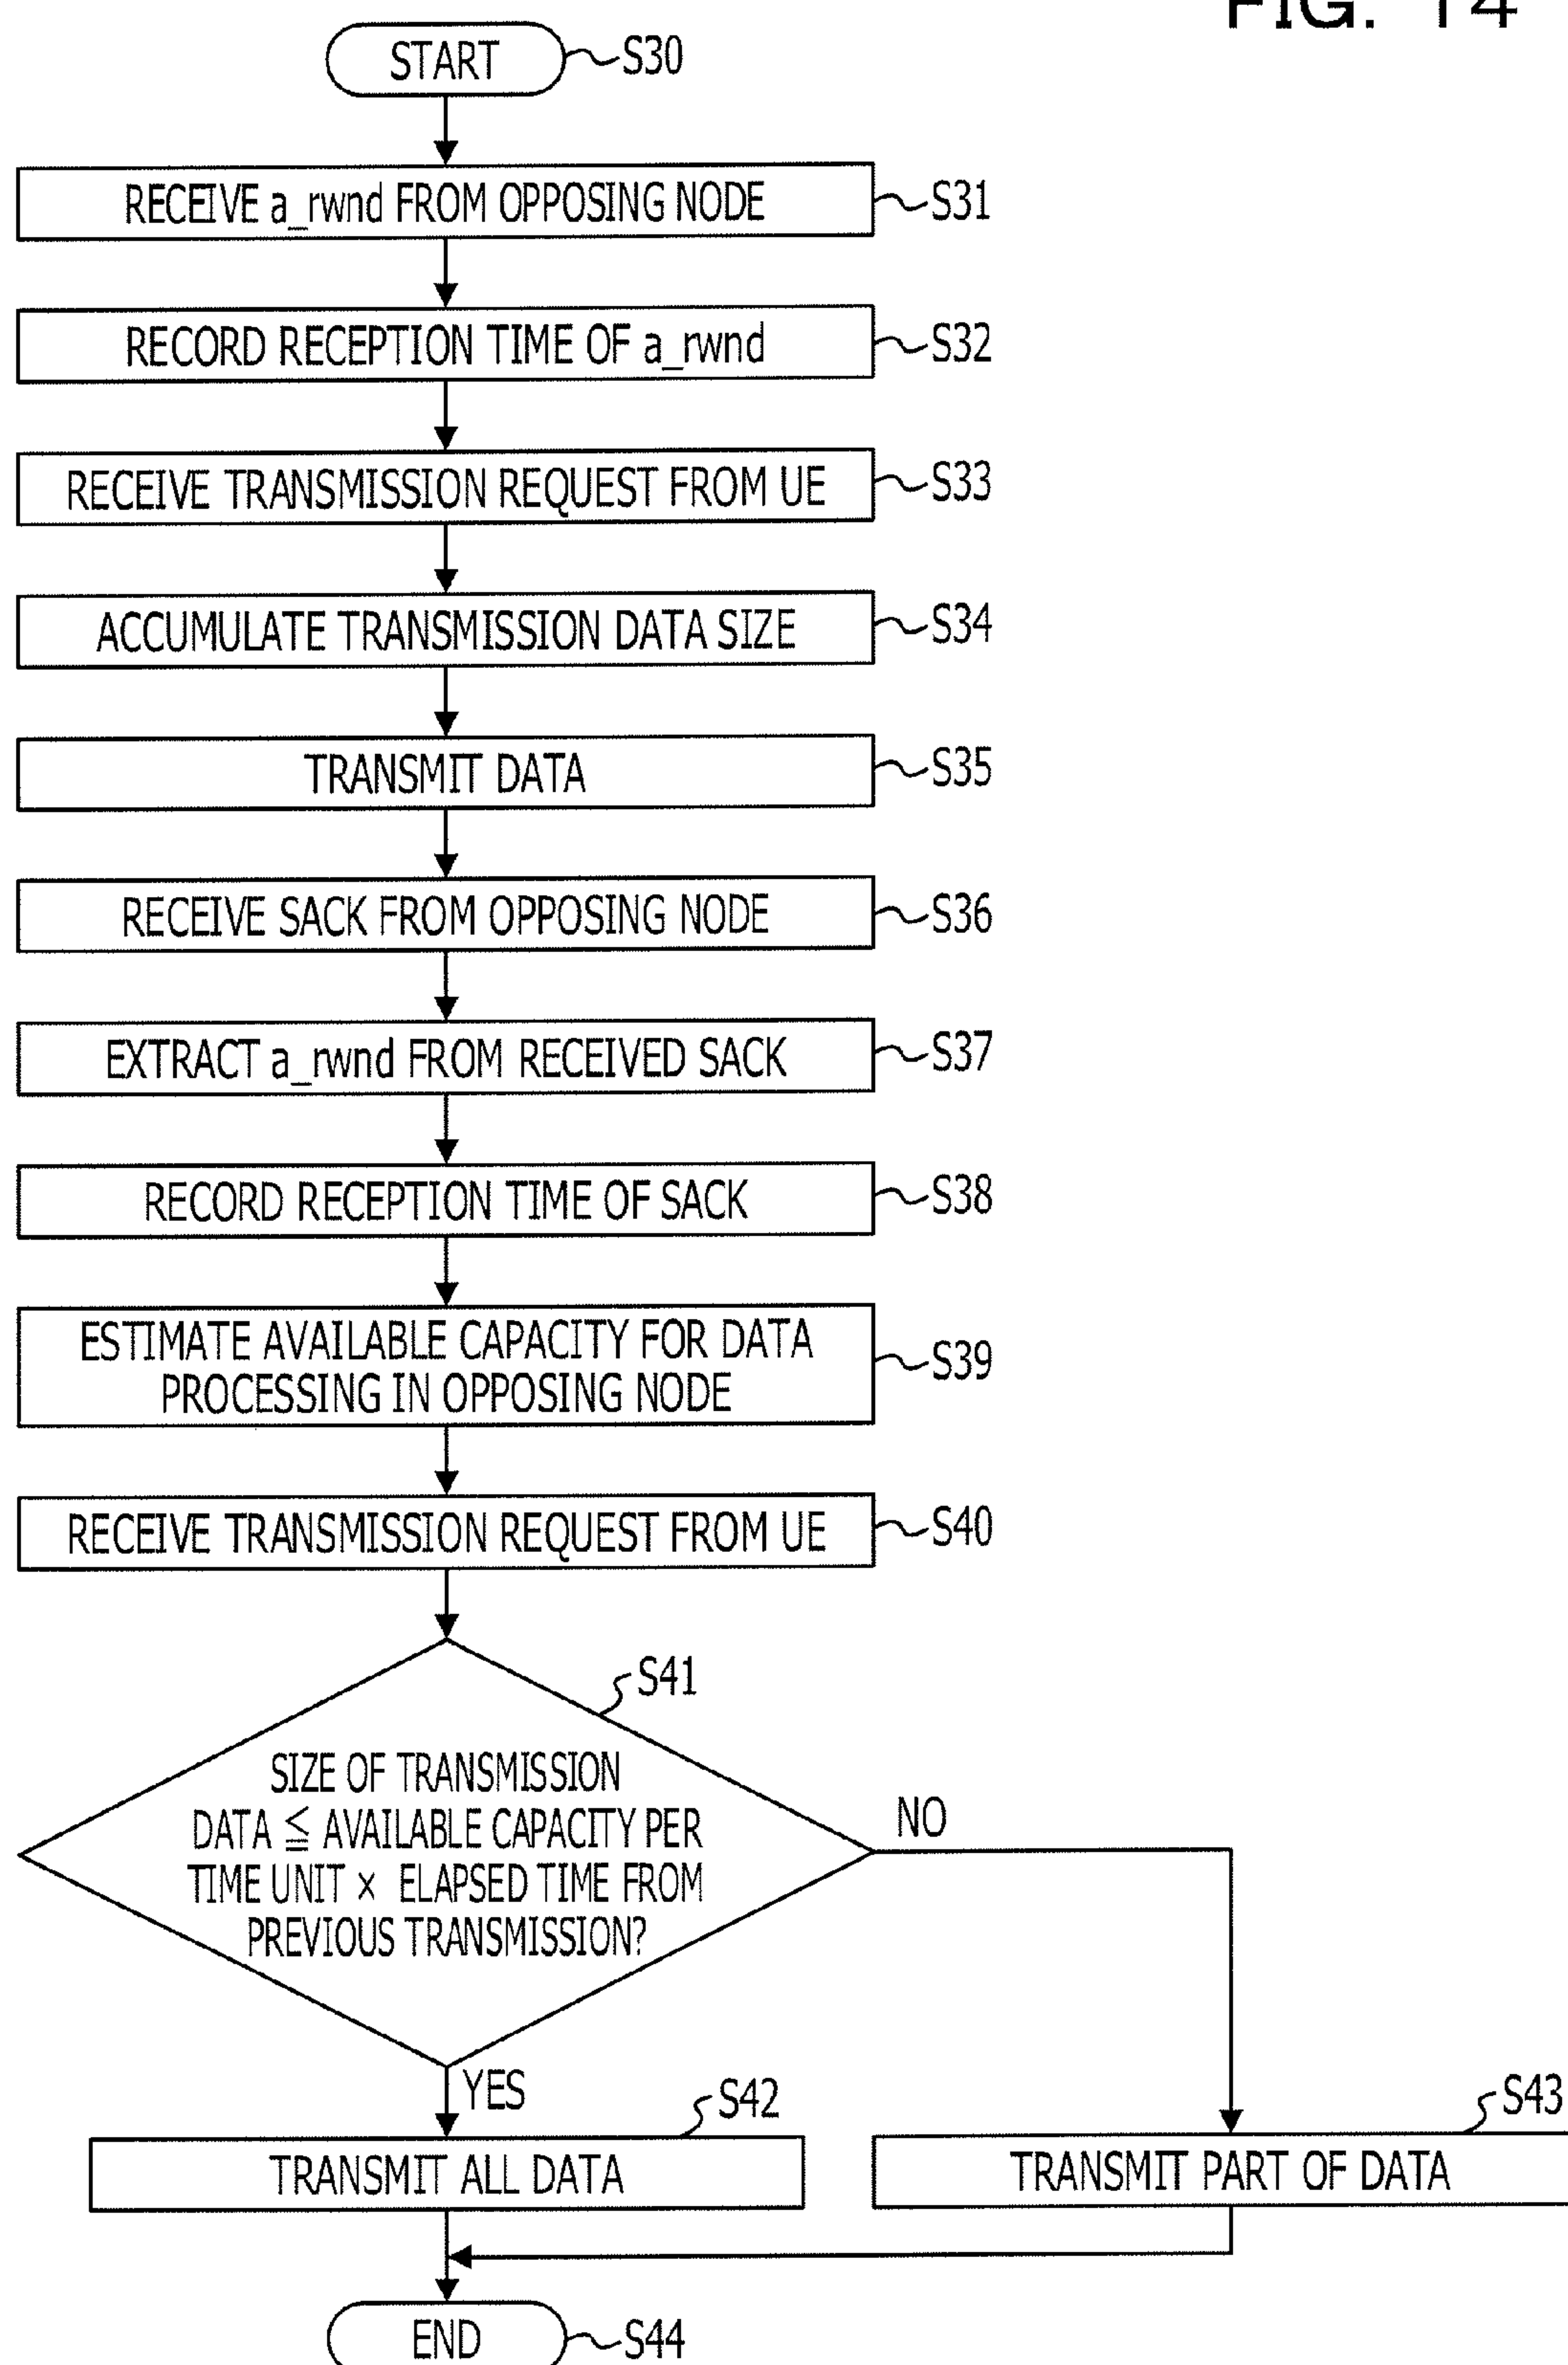 FIG. 14
START
S30
RECEIVE a_rwnd FROM OPPOSING NODE
S31
RECORD RECEPTION TIME OF a_rwnd
S32
RECEIVE TRANSMISSION REQUEST FROM UE
S33
ACCUMULATE TRANSMISSION DATA SIZE
S34
TRANSMIT DATA
S35
RECEIVE SACK FROM OPPOSING NODE
S36
EXTRACT a_rwnd FROM RECEIVED SACK
S37
RECORD RECEPTION TIME OF SACK
S38
ESTIMATE AVAILABLE CAPACITY FOR DATA
PROCESSING IN OPPOSING NODE
S39
RECEIVE TRANSMISSION REQUEST FROM UE
S40
S41
SIZE OF TRANSMISSION
DATA ≦ AVAILABLE CAPACITY PER
TIME UNIT × ELAPSED TIME FROM
PREVIOUS TRANSMISSION?
NO
YES
S42
TRANSMIT ALL DATA
S43
TRANSMIT PART OF DATA
END
S44